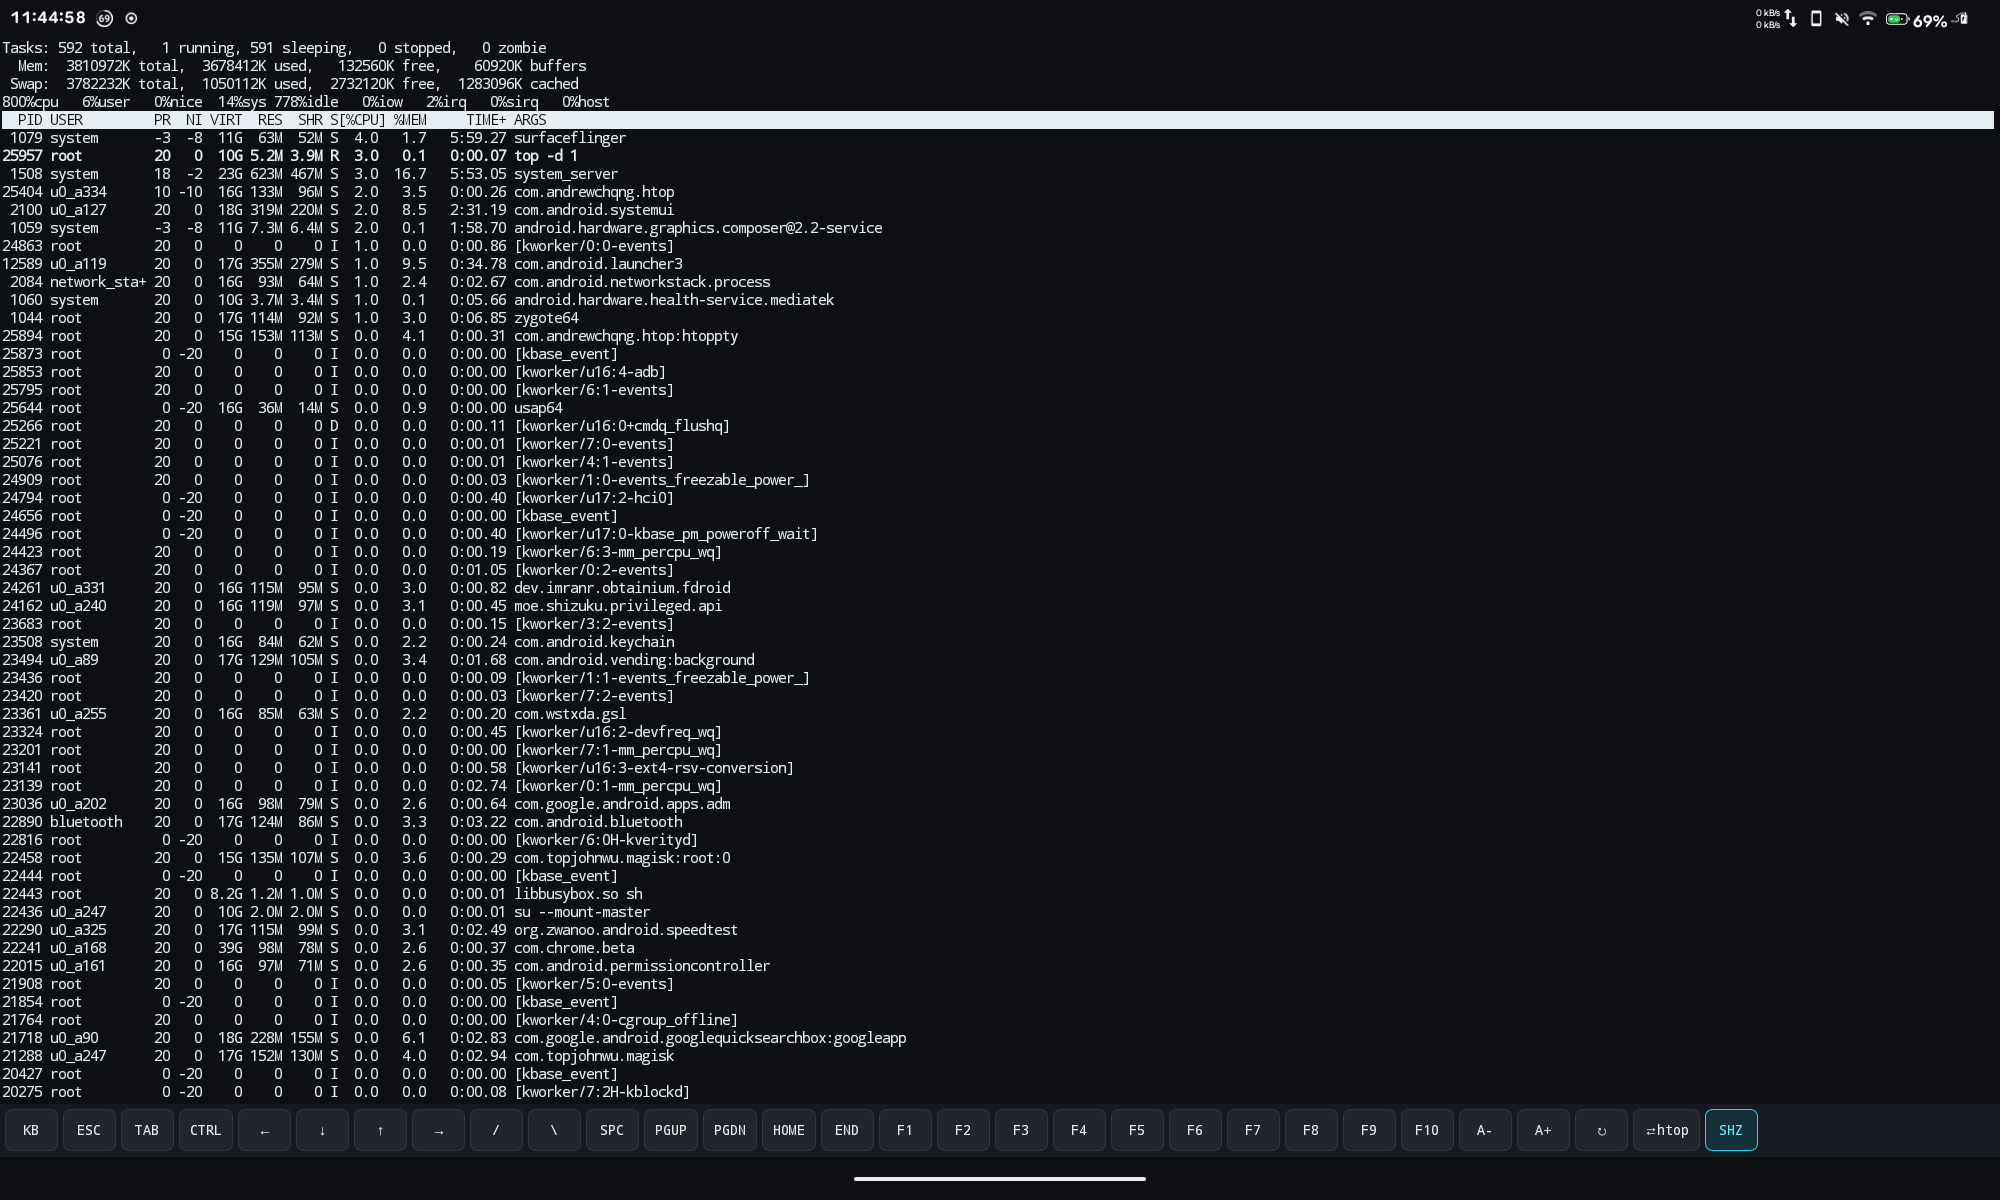 11:44:58 69
0 kB/s
0 kB/s
69%
Tasks: 592 total,   1 running, 591 sleeping,   0 stopped,   0 zombie
  Mem:  3810972K total,  3678412K used,   132560K free,    60920K buffers
 Swap:  3782232K total,  1050112K used,  2732120K free,  1283096K cached
800%cpu   6%user   0%nice  14%sys 778%idle   0%iow   2%irq   0%sirq   0%host
  PID USER         PR  NI VIRT  RES  SHR S[%CPU] %MEM     TIME+ ARGS
 1079 system       -3  -8  11G  63M  52M S  4.0   1.7   5:59.27 surfaceflinger
25957 root         20   0  10G 5.2M 3.9M R  3.0   0.1   0:00.07 top -d 1
 1508 system       18  -2  23G 623M 467M S  3.0  16.7   5:53.05 system_server
25404 u0_a334      10 -10  16G 133M  96M S  2.0   3.5   0:00.26 com.andrewchqng.htop
 2100 u0_a127      20   0  18G 319M 220M S  2.0   8.5   2:31.19 com.android.systemui
 1059 system       -3  -8  11G 7.3M 6.4M S  2.0   0.1   1:58.70 android.hardware.graphics.composer@2.2-service
24863 root         20   0    0    0    0 I  1.0   0.0   0:00.86 [kworker/0:0-events]
12589 u0_a119      20   0  17G 355M 279M S  1.0   9.5   0:34.78 com.android.launcher3
 2084 network_sta+ 20   0  16G  93M  64M S  1.0   2.4   0:02.67 com.android.networkstack.process
 1060 system       20   0  10G 3.7M 3.4M S  1.0   0.1   0:05.66 android.hardware.health-service.mediatek
 1044 root         20   0  17G 114M  92M S  1.0   3.0   0:06.85 zygote64
25894 root         20   0  15G 153M 113M S  0.0   4.1   0:00.31 com.andrewchqng.htop:htoppty
25873 root          0 -20    0    0    0 I  0.0   0.0   0:00.00 [kbase_event]
25853 root         20   0    0    0    0 I  0.0   0.0   0:00.00 [kworker/u16:4-adb]
25795 root         20   0    0    0    0 I  0.0   0.0   0:00.00 [kworker/6:1-events]
25644 root          0 -20  16G  36M  14M S  0.0   0.9   0:00.00 usap64
25266 root         20   0    0    0    0 D  0.0   0.0   0:00.11 [kworker/u16:0+cmdq_flushq]
25221 root         20   0    0    0    0 I  0.0   0.0   0:00.01 [kworker/7:0-events]
25076 root         20   0    0    0    0 I  0.0   0.0   0:00.01 [kworker/4:1-events]
24909 root         20   0    0    0    0 I  0.0   0.0   0:00.03 [kworker/1:0-events_freezable_power_]
24794 root          0 -20    0    0    0 I  0.0   0.0   0:00.40 [kworker/u17:2-hci0]
24656 root          0 -20    0    0    0 I  0.0   0.0   0:00.00 [kbase_event]
24496 root          0 -20    0    0    0 I  0.0   0.0   0:00.40 [kworker/u17:0-kbase_pm_poweroff_wait]
24423 root         20   0    0    0    0 I  0.0   0.0   0:00.19 [kworker/6:3-mm_percpu_wq]
24367 root         20   0    0    0    0 I  0.0   0.0   0:01.05 [kworker/0:2-events]
24261 u0_a331      20   0  16G 115M  95M S  0.0   3.0   0:00.82 dev.imranr.obtainium.fdroid
24162 u0_a240      20   0  16G 119M  97M S  0.0   3.1   0:00.45 moe.shizuku.privileged.api
23683 root         20   0    0    0    0 I  0.0   0.0   0:00.15 [kworker/3:2-events]
23508 system       20   0  16G  84M  62M S  0.0   2.2   0:00.24 com.android.keychain
23494 u0_a89       20   0  17G 129M 105M S  0.0   3.4   0:01.68 com.android.vending:background
23436 root         20   0    0    0    0 I  0.0   0.0   0:00.09 [kworker/1:1-events_freezable_power_]
23420 root         20   0    0    0    0 I  0.0   0.0   0:00.03 [kworker/7:2-events]
23361 u0_a255      20   0  16G  85M  63M S  0.0   2.2   0:00.20 com.wstxda.gsl
23324 root         20   0    0    0    0 I  0.0   0.0   0:00.45 [kworker/u16:2-devfreq_wq]
23201 root         20   0    0    0    0 I  0.0   0.0   0:00.00 [kworker/7:1-mm_percpu_wq]
23141 root         20   0    0    0    0 I  0.0   0.0   0:00.58 [kworker/u16:3-ext4-rsv-conversion]
23139 root         20   0    0    0    0 I  0.0   0.0   0:02.74 [kworker/0:1-mm_percpu_wq]
23036 u0_a202      20   0  16G  98M  79M S  0.0   2.6   0:00.64 com.google.android.apps.adm
22890 bluetooth    20   0  17G 124M  86M S  0.0   3.3   0:03.22 com.android.bluetooth
22816 root          0 -20    0    0    0 I  0.0   0.0   0:00.00 [kworker/6:0H-kverityd]
22458 root         20   0  15G 135M 107M S  0.0   3.6   0:00.29 com.topjohnwu.magisk:root:0
22444 root          0 -20    0    0    0 I  0.0   0.0   0:00.00 [kbase_event]
22443 root         20   0 8.2G 1.2M 1.0M S  0.0   0.0   0:00.01 libbusybox.so sh
22436 u0_a247      20   0  10G 2.0M 2.0M S  0.0   0.0   0:00.01 su --mount-master
22290 u0_a325      20   0  17G 115M  99M S  0.0   3.1   0:02.49 org.zwanoo.android.speedtest
22241 u0_a168      20   0  39G  98M  78M S  0.0   2.6   0:00.37 com.chrome.beta
22015 u0_a161      20   0  16G  97M  71M S  0.0   2.6   0:00.35 com.android.permissioncontroller
21908 root         20   0    0    0    0 I  0.0   0.0   0:00.05 [kworker/5:0-events]
21854 root          0 -20    0    0    0 I  0.0   0.0   0:00.00 [kbase_event]
21764 root         20   0    0    0    0 I  0.0   0.0   0:00.00 [kworker/4:0-cgroup_offline]
21718 u0_a90       20   0  18G 228M 155M S  0.0   6.1   0:02.83 com.google.android.googlequicksearchbox:googleapp
21288 u0_a247      20   0  17G 152M 130M S  0.0   4.0   0:02.94 com.topjohnwu.magisk
20427 root          0 -20    0    0    0 I  0.0   0.0   0:00.00 [kbase_event]
20275 root          0 -20    0    0    0 I  0.0   0.0   0:00.08 [kworker/7:2H-kblockd]
KB ESC TAB CTRL ← ↓ ↑ → / \ SPC PGUP PGDN HOME END F1 F2 F3 F4 F5 F6 F7 F8 F9 F10 A- A+ ↻ ⇄htop SHZ